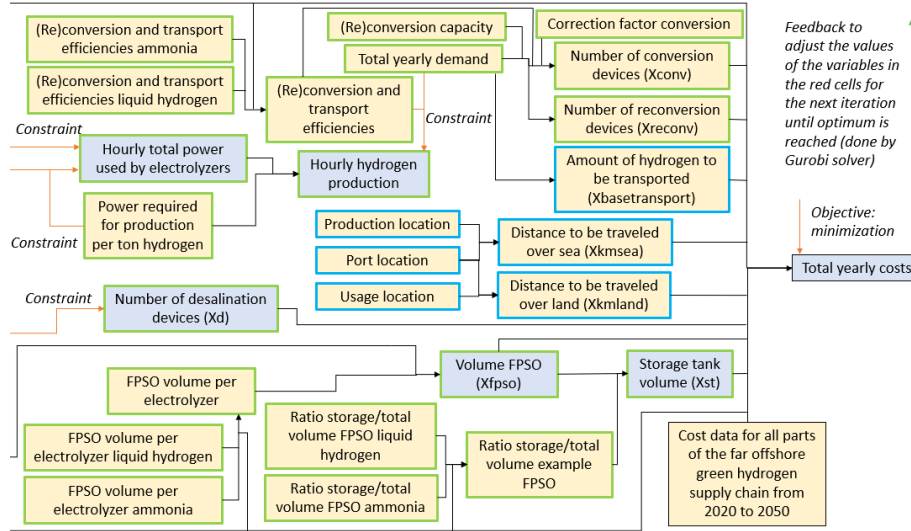 (Re)conversion and transport
efficiencies ammonia
(Re)conversion and transport
efficiencies liquid hydrogen
(Re)conversion and
transport
efficiencies
(Re)conversion capacity
Total yearly demand
Correction factor conversion
Number of conversion
devices (Xconv)
Number of reconversion
devices (Xreconv)
Amount of hydrogen to
be transported
(Xbasetransport)
Feedback to
adjust the values
of the variables in
the red cells for
the next iteration
until optimum is
reached (done by
Gurobi solver)
Constraint
Constraint
Hourly total power
used by electrolyzers
Hourly hydrogen
production
Constraint
Power required
for production
per ton hydrogen
Production location
Port location
Usage location
Distance to be traveled
over sea (Xkmsea)
Distance to be traveled
over land (Xkmland)
Objective:
minimization
Total yearly costs
Constraint
Number of desalination
devices (Xd)
FPSO volume per
electrolyzer
FPSO volume per
electrolyzer liquid hydrogen
FPSO volume per
electrolyzer ammonia
Volume FPSO
(Xfpso)
Storage tank
volume (Xst)
Ratio storage/total
volume FPSO liquid
hydrogen
Ratio storage/total
volume FPSO ammonia
Ratio storage/total
volume example
FPSO
Cost data for all parts
of the far offshore
green hydrogen
supply chain from
2020 to 2050